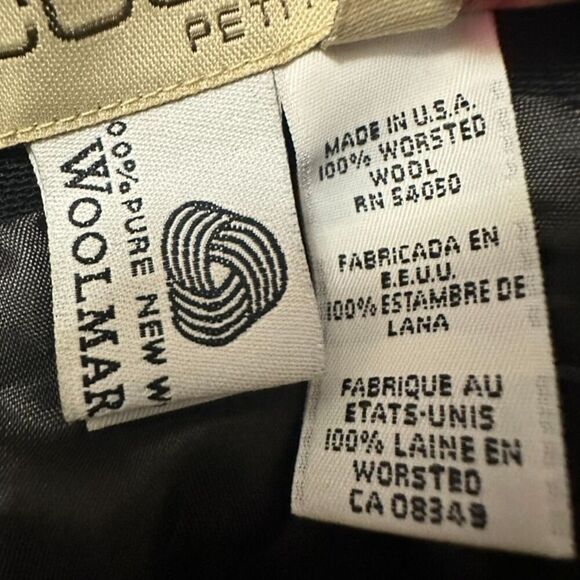 PETI
100% PURE NEW W
WOOLMAR
MADE IN U.S.A.
100% WORSTED
WOOL
RN 54050
FABRICADA EN
E.E.U.U.
100% ESTAMBRE DE
LANA
FABRIQUE AU
ETATS-UNIS
100% LAINE EN
WORSTED
CA 08349